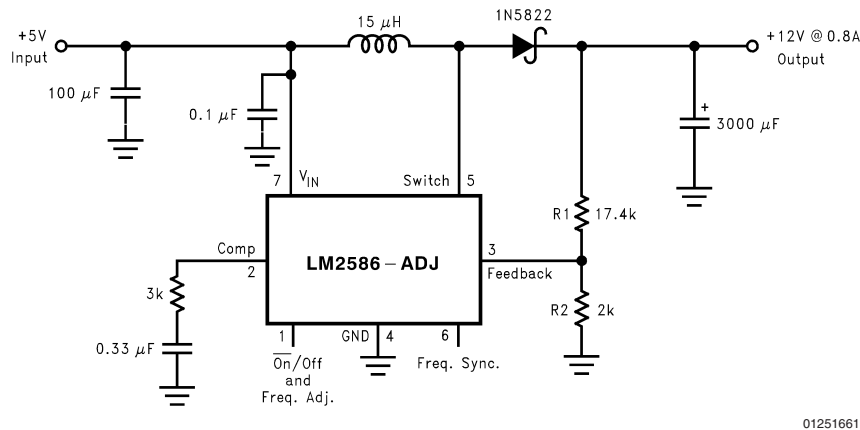 +5V
Input
100 μF
0.1 μF
15 μH
1N5822
+12V @ 0.8A
Output
+
3000 μF
7
V_IN
Switch
5
R1
17.4k
Comp
2
LM2586-ADJ
3
Feedback
3k
R2
2k
0.33 μF
1
GND
4
6
On/Off
and
Freq. Adj.
Freq. Sync.
01251661